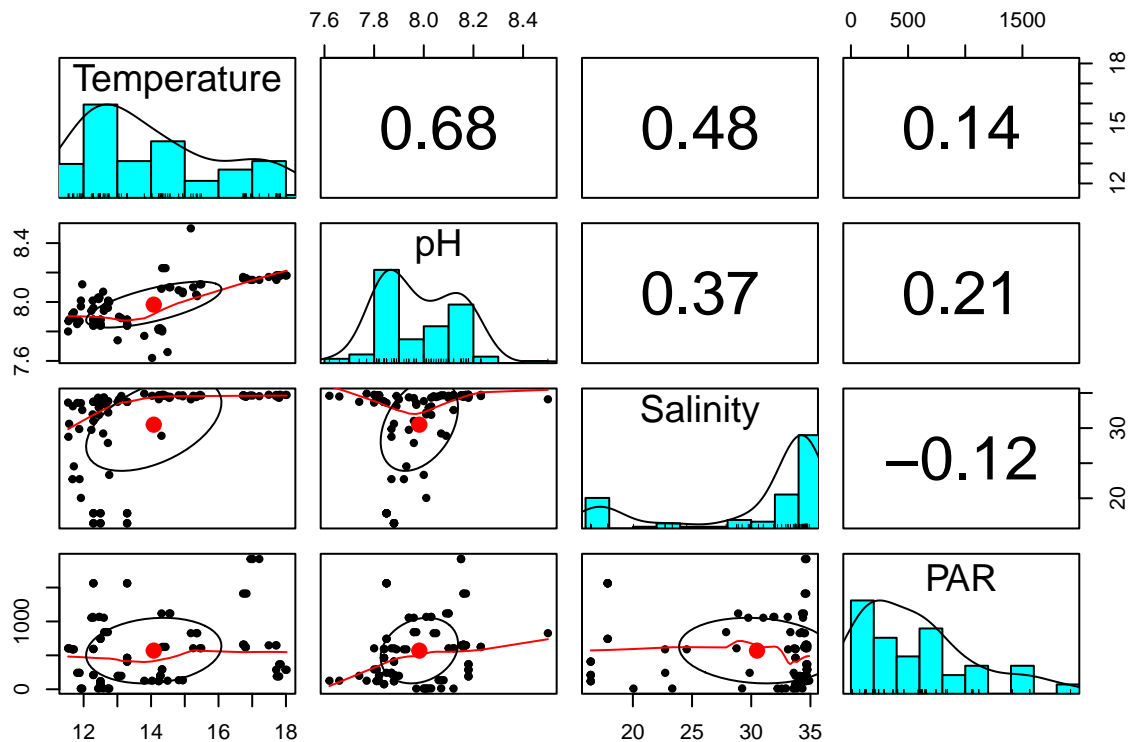 7.6 7.8 8.0 8.2 8.4 0 500 1500
Temperature 0.68 0.48 0.14 12 15 18
7.6 8.0 8.4 pH 0.37 0.21
Salinity –0.12 20 30
0 1000 PAR
12 14 16 18 20 25 30 35